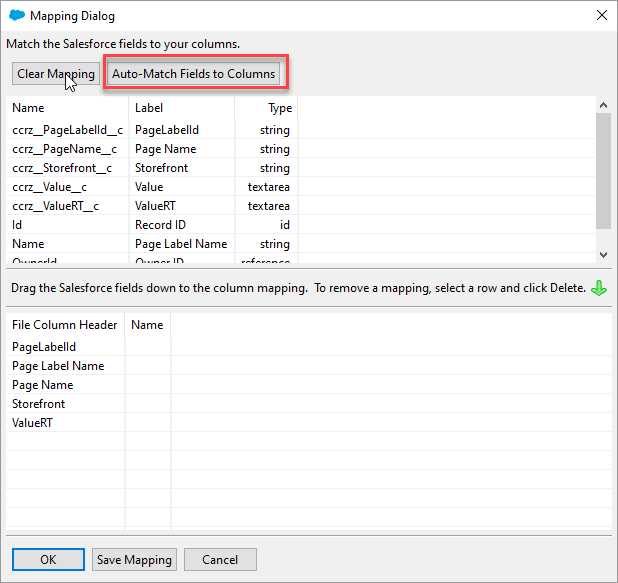 Mapping Dialog
Match the Salesforce fields to your columns.
Clear Mapping Auto-Match Fields to Columns
Name Label Type
ccrz__PageLabelId__c PageLabelId string
ccrz__PageName__c Page Name string
ccrz__Storefront__c Storefront string
ccrz__Value__c Value textarea
ccrz__ValueRT__c ValueRT textarea
Id Record ID id
Name Page Label Name string
OwnerId Owner ID reference
Drag the Salesforce fields down to the column mapping. To remove a mapping, select a row and click Delete.
File Column Header Name
PageLabelId
Page Label Name
Page Name
Storefront
ValueRT
OK Save Mapping Cancel